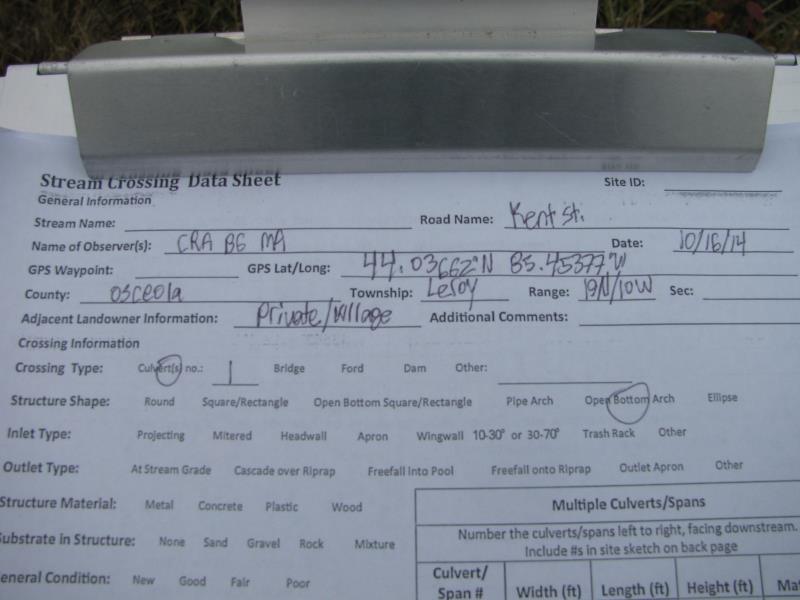 Stream Crossing Data Sheet Site ID:
General Information
Stream Name: Road Name: Kent St.
Name of Observer(s): CRA BG MA Date: 10/16/14
GPS Waypoint: GPS Lat/Long: 44.03662°N 85.45377°W
County: osceola Township: Leroy Range: 19N/10W Sec:
Adjacent Landowner Information: Private/Village Additional Comments:
Crossing Information
Crossing Type: Culvert(s) no.: 1 Bridge Ford Dam Other:
Structure Shape: Round Square/Rectangle Open Bottom Square/Rectangle Pipe Arch Open Bottom Arch Ellipse
Inlet Type: Projecting Mitered Headwall Apron Wingwall 10-30° or 30-70° Trash Rack Other
Outlet Type: At Stream Grade Cascade over Riprap Freefall Into Pool Freefall onto Riprap Outlet Apron Other
Structure Material: Metal Concrete Plastic Wood
Multiple Culverts/Spans
Substrate in Structure: None Sand Gravel Rock Mixture
Number the culverts/spans left to right, facing downstream.
Include #s in site sketch on back page
General Condition: New Good Fair Poor
Culvert/
Span # Width (ft) Length (ft) Height (ft) Mat